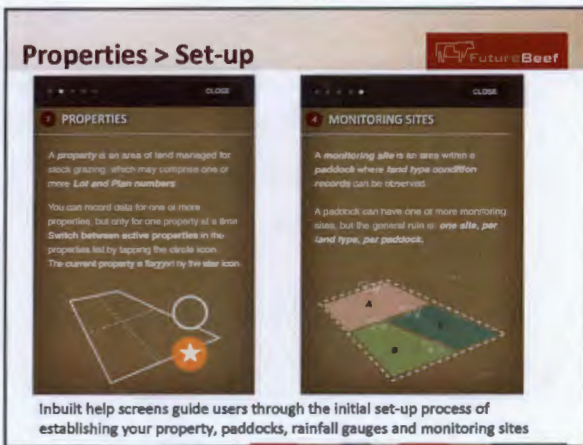 Properties > Set-up
FutureBeef
CLOSE
PROPERTIES
A property is an area of land managed for
stock grazing, which may comprise one or
more Lot and Plan numbers
You can record data for one or more
properties, but only for one property at a time
Switch between active properties in the
properties list by tapping the circle icon.
The current property is flagged by the star icon.
CLOSE
4 MONITORING SITES
A monitoring site is an area within a
paddock where land type condition
records can be observed.
A paddock can have one or more monitoring
sites, but the general rule is: one site, per
land type, per paddock.
A
B
Inbuilt help screens guide users through the initial set-up process of
establishing your property, paddocks, rainfall gauges and monitoring sites